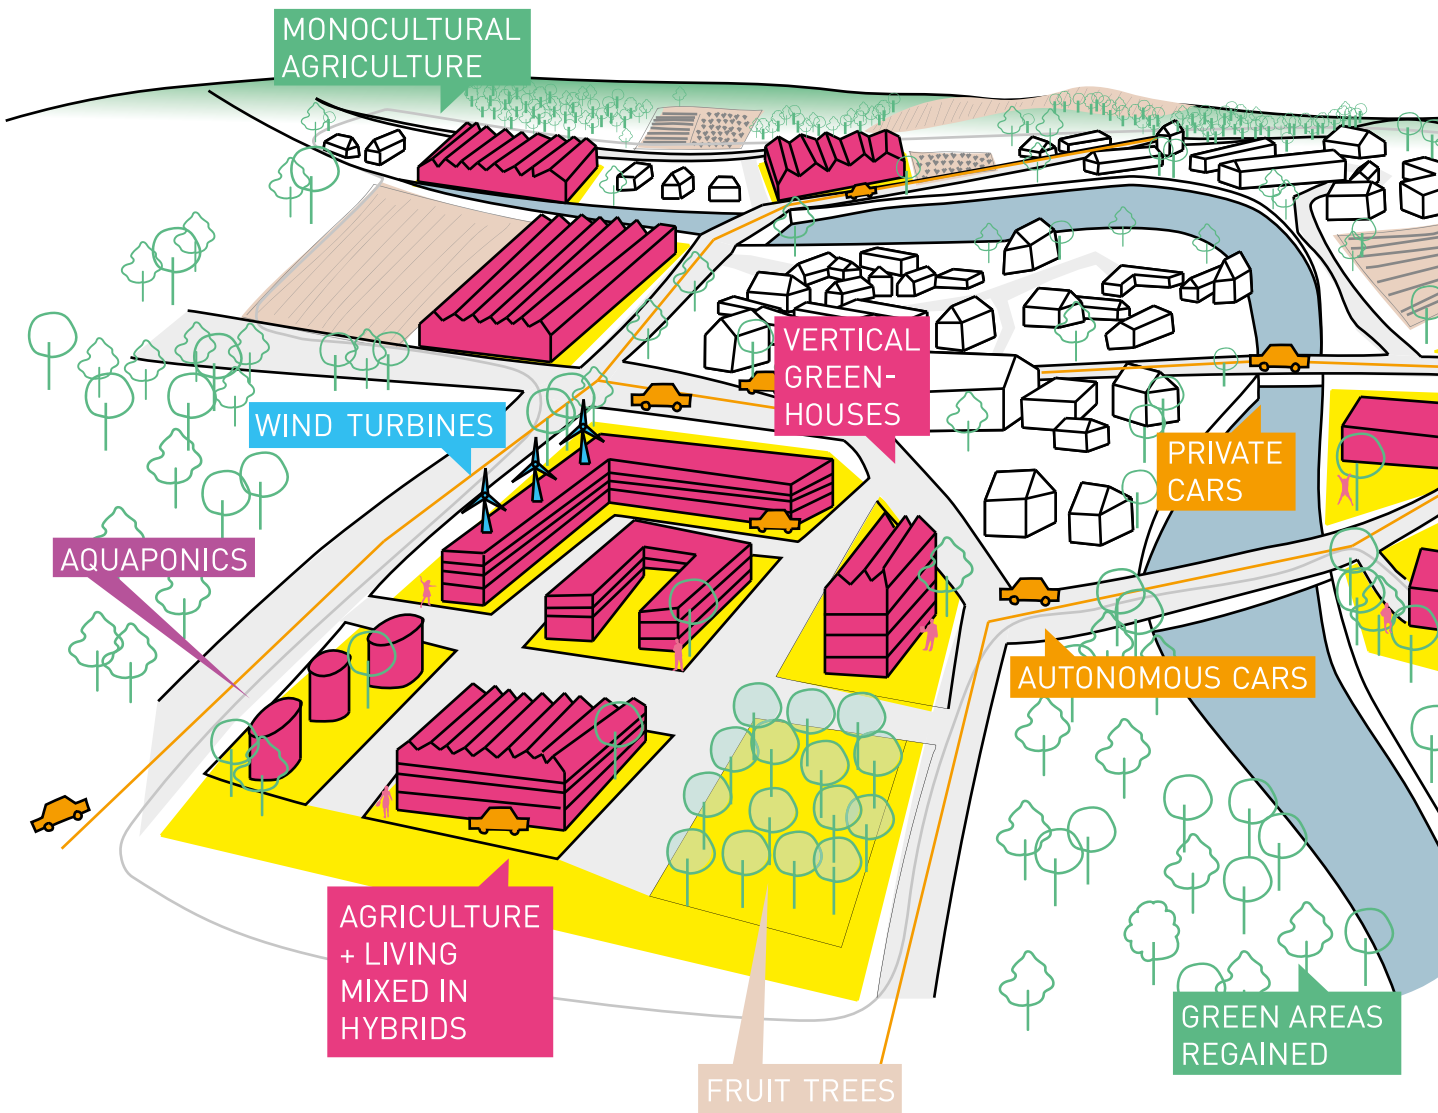 MONOCULTURAL
AGRICULTURE
VERTICAL
GREEN-
HOUSES
WIND TURBINES
PRIVATE
CARS
AQUAPONICS
AUTONOMOUS CARS
AGRICULTURE
+ LIVING
MIXED IN
HYBRIDS
GREEN AREAS
REGAINED
FRUIT TREES